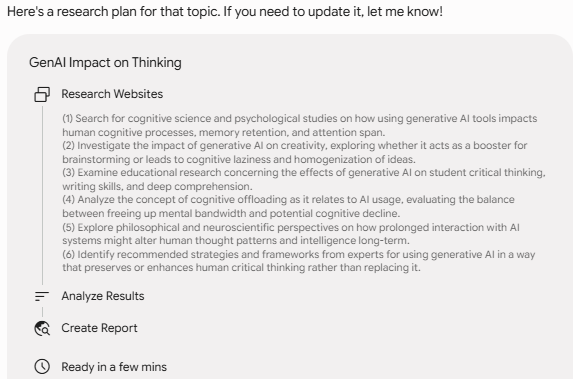 Here's a research plan for that topic. If you need to update it, let me know!
GenAI Impact on Thinking
Research Websites
(1) Search for cognitive science and psychological studies on how using generative AI tools impacts
human cognitive processes, memory retention, and attention span.
(2) Investigate the impact of generative AI on creativity, exploring whether it acts as a booster for
brainstorming or leads to cognitive laziness and homogenization of ideas.
(3) Examine educational research concerning the effects of generative AI on student critical thinking,
writing skills, and deep comprehension.
(4) Analyze the concept of cognitive offloading as it relates to AI usage, evaluating the balance
between freeing up mental bandwidth and potential cognitive decline.
(5) Explore philosophical and neuroscientific perspectives on how prolonged interaction with AI
systems might alter human thought patterns and intelligence long-term.
(6) Identify recommended strategies and frameworks from experts for using generative AI in a way
that preserves or enhances human critical thinking rather than replacing it.
Analyze Results
Create Report
Ready in a few mins